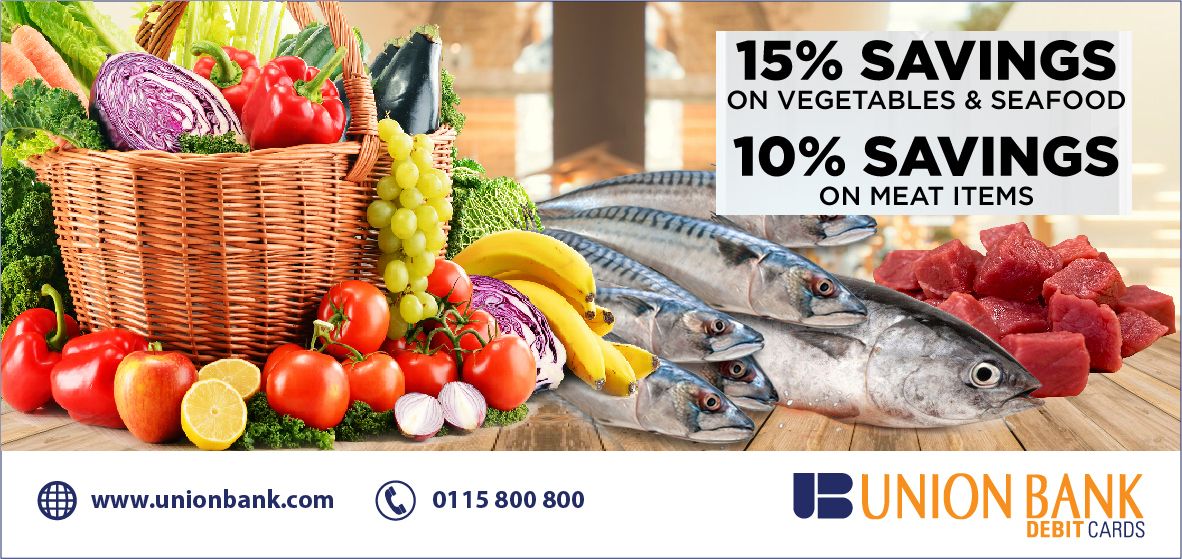 15% SAVINGS
ON VEGETABLES & SEAFOOD
10% SAVINGS
ON MEAT ITEMS
www.unionbank.com
0115 800 800
UB UNION BANK
DEBIT CARDS